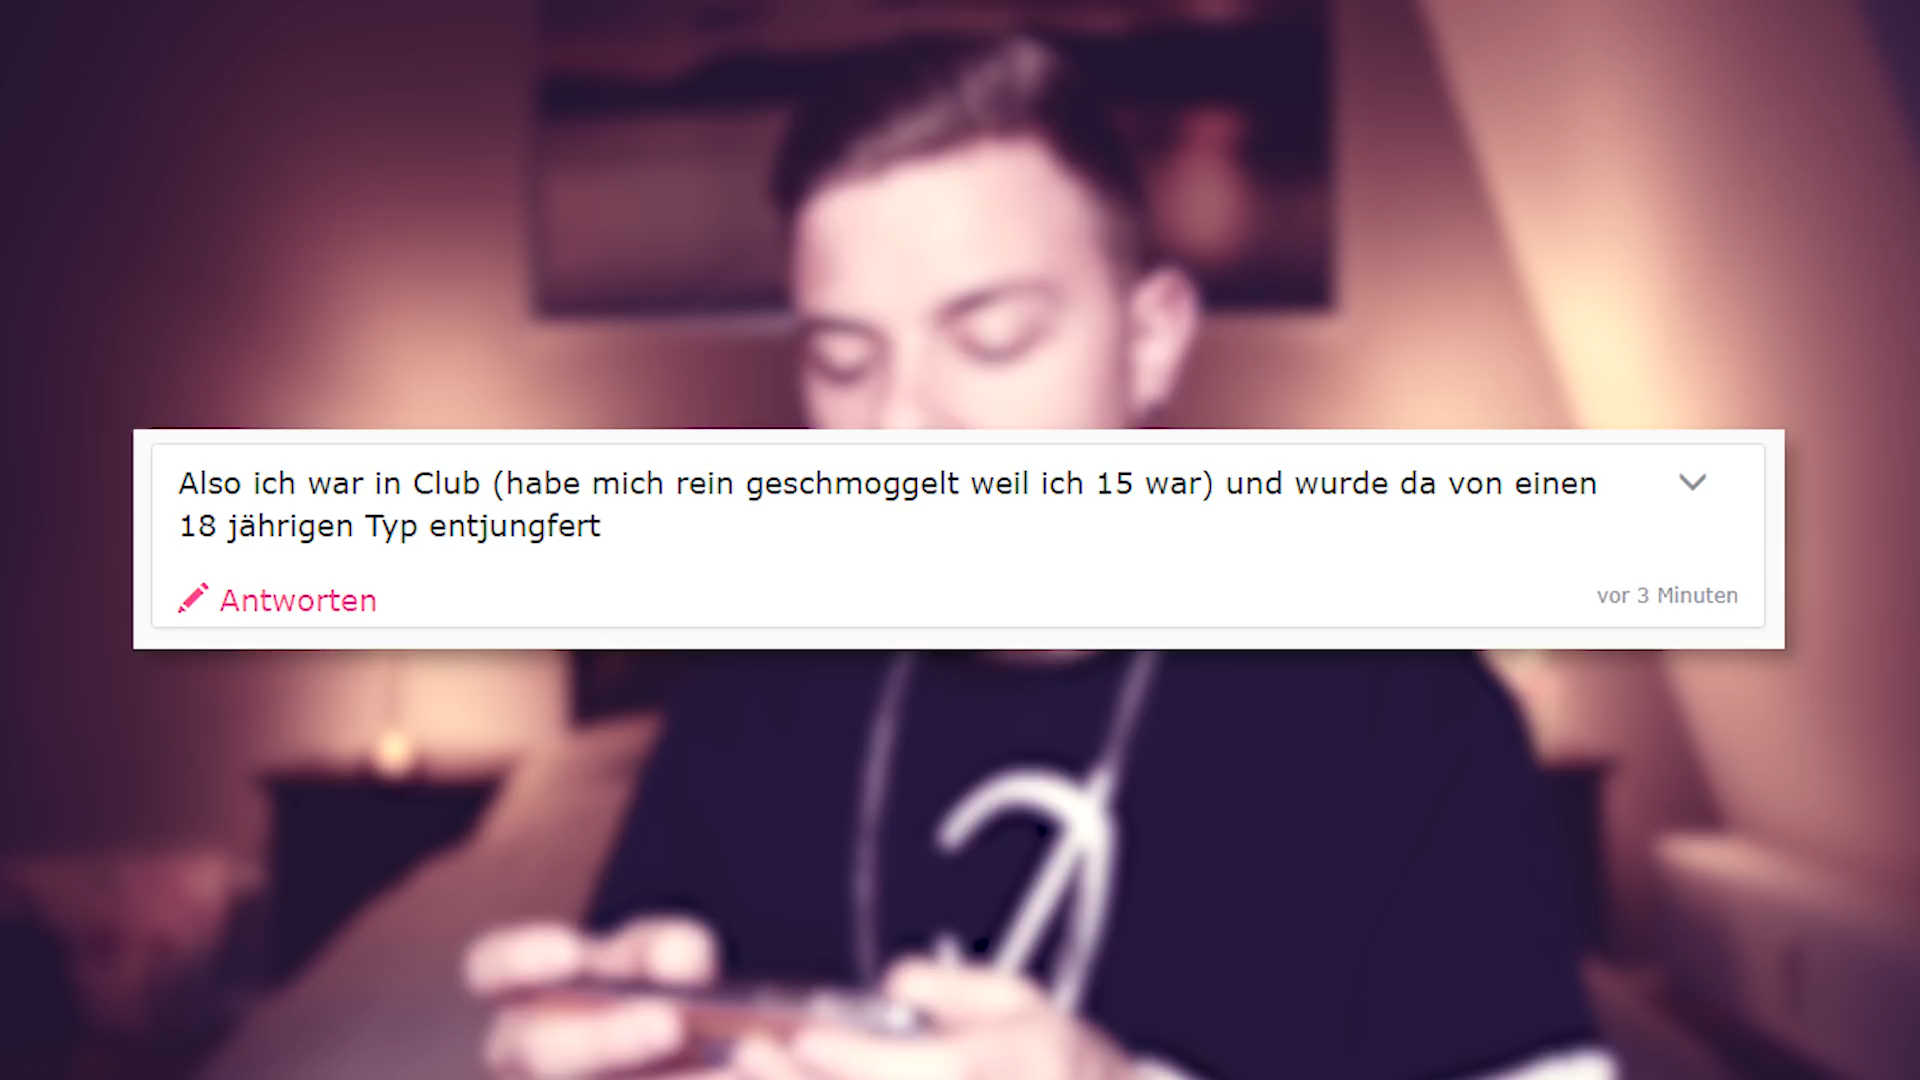 Also ich war in Club (habe mich rein geschmoggelt weil ich 15 war) und wurde da von einen
18 jährigen Typ entjungfert
Antworten
vor 3 Minuten